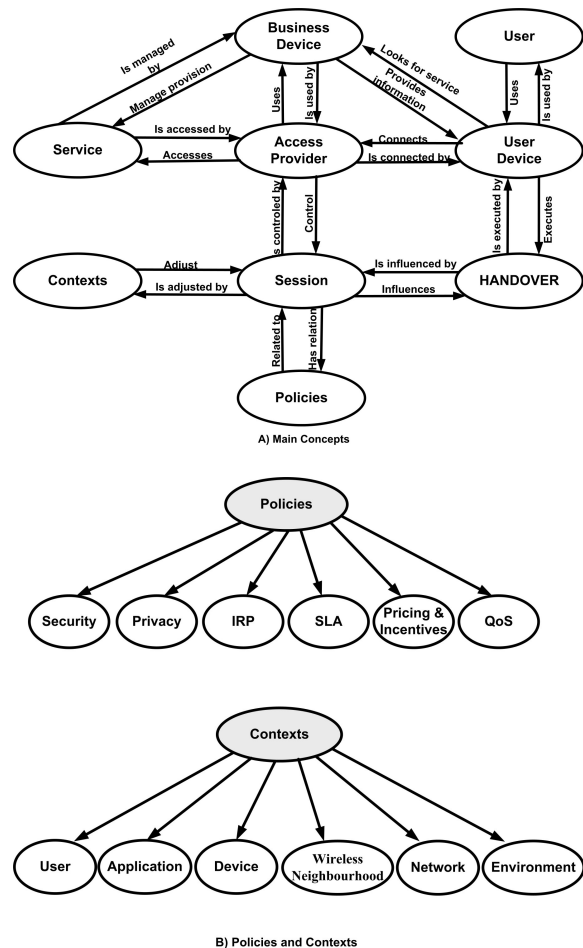 Business
Device
User
Is managed
by
Manage provision
Uses
Is used by
Looks for service
Provides
information
Uses
Is used by
Service
Is accessed by
Accesses
Access
Provider
Connects
Is connected by
User
Device
Is controled by
Control
Is executed by
Executes
Contexts
Adjust
Is adjusted by
Session
Is influenced by
Influences
HANDOVER
Related to
Has relation
Policies
A) Main Concepts
Policies
Security
Privacy
IRP
SLA
Pricing &
Incentives
QoS
Contexts
User
Application
Device
Wireless
Neighbourhood
Network
Environment
B) Policies and Contexts